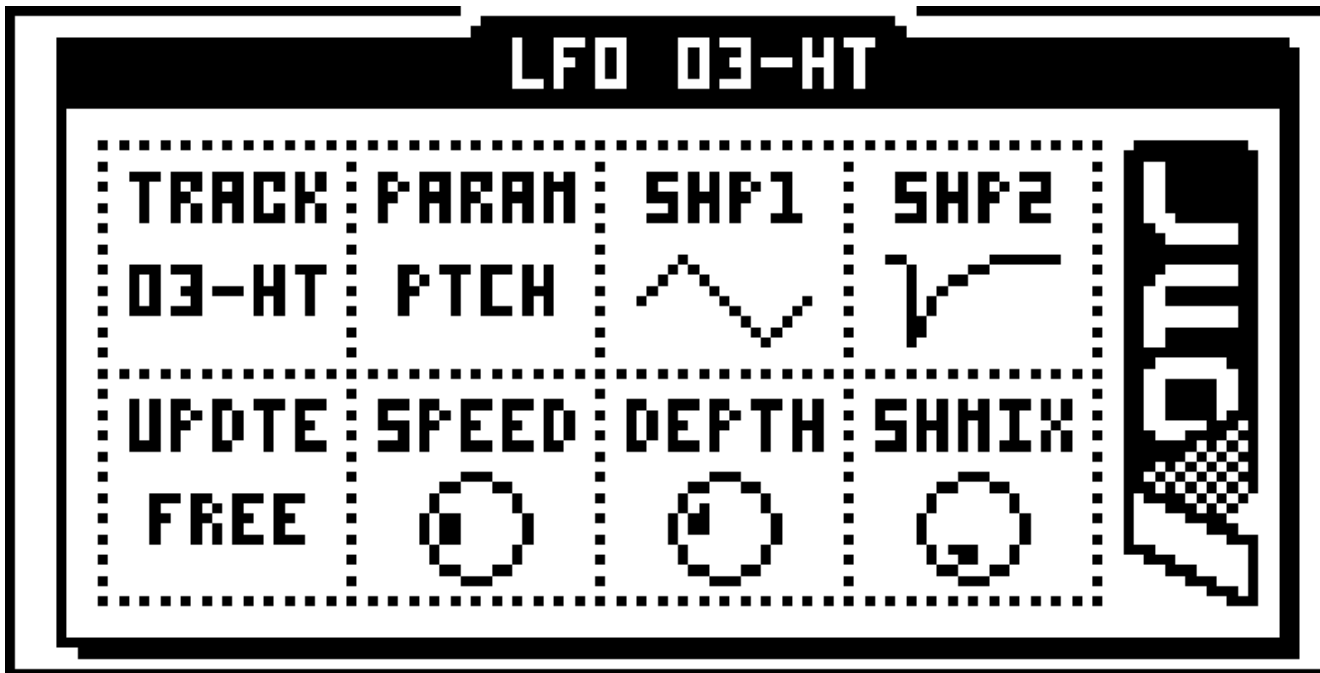 LFO 03-HT
TRACK PARAM SHP1 SHP2
03-HT PTCH
UPDTE SPEED DEPTH SHMIX
FREE
LFO